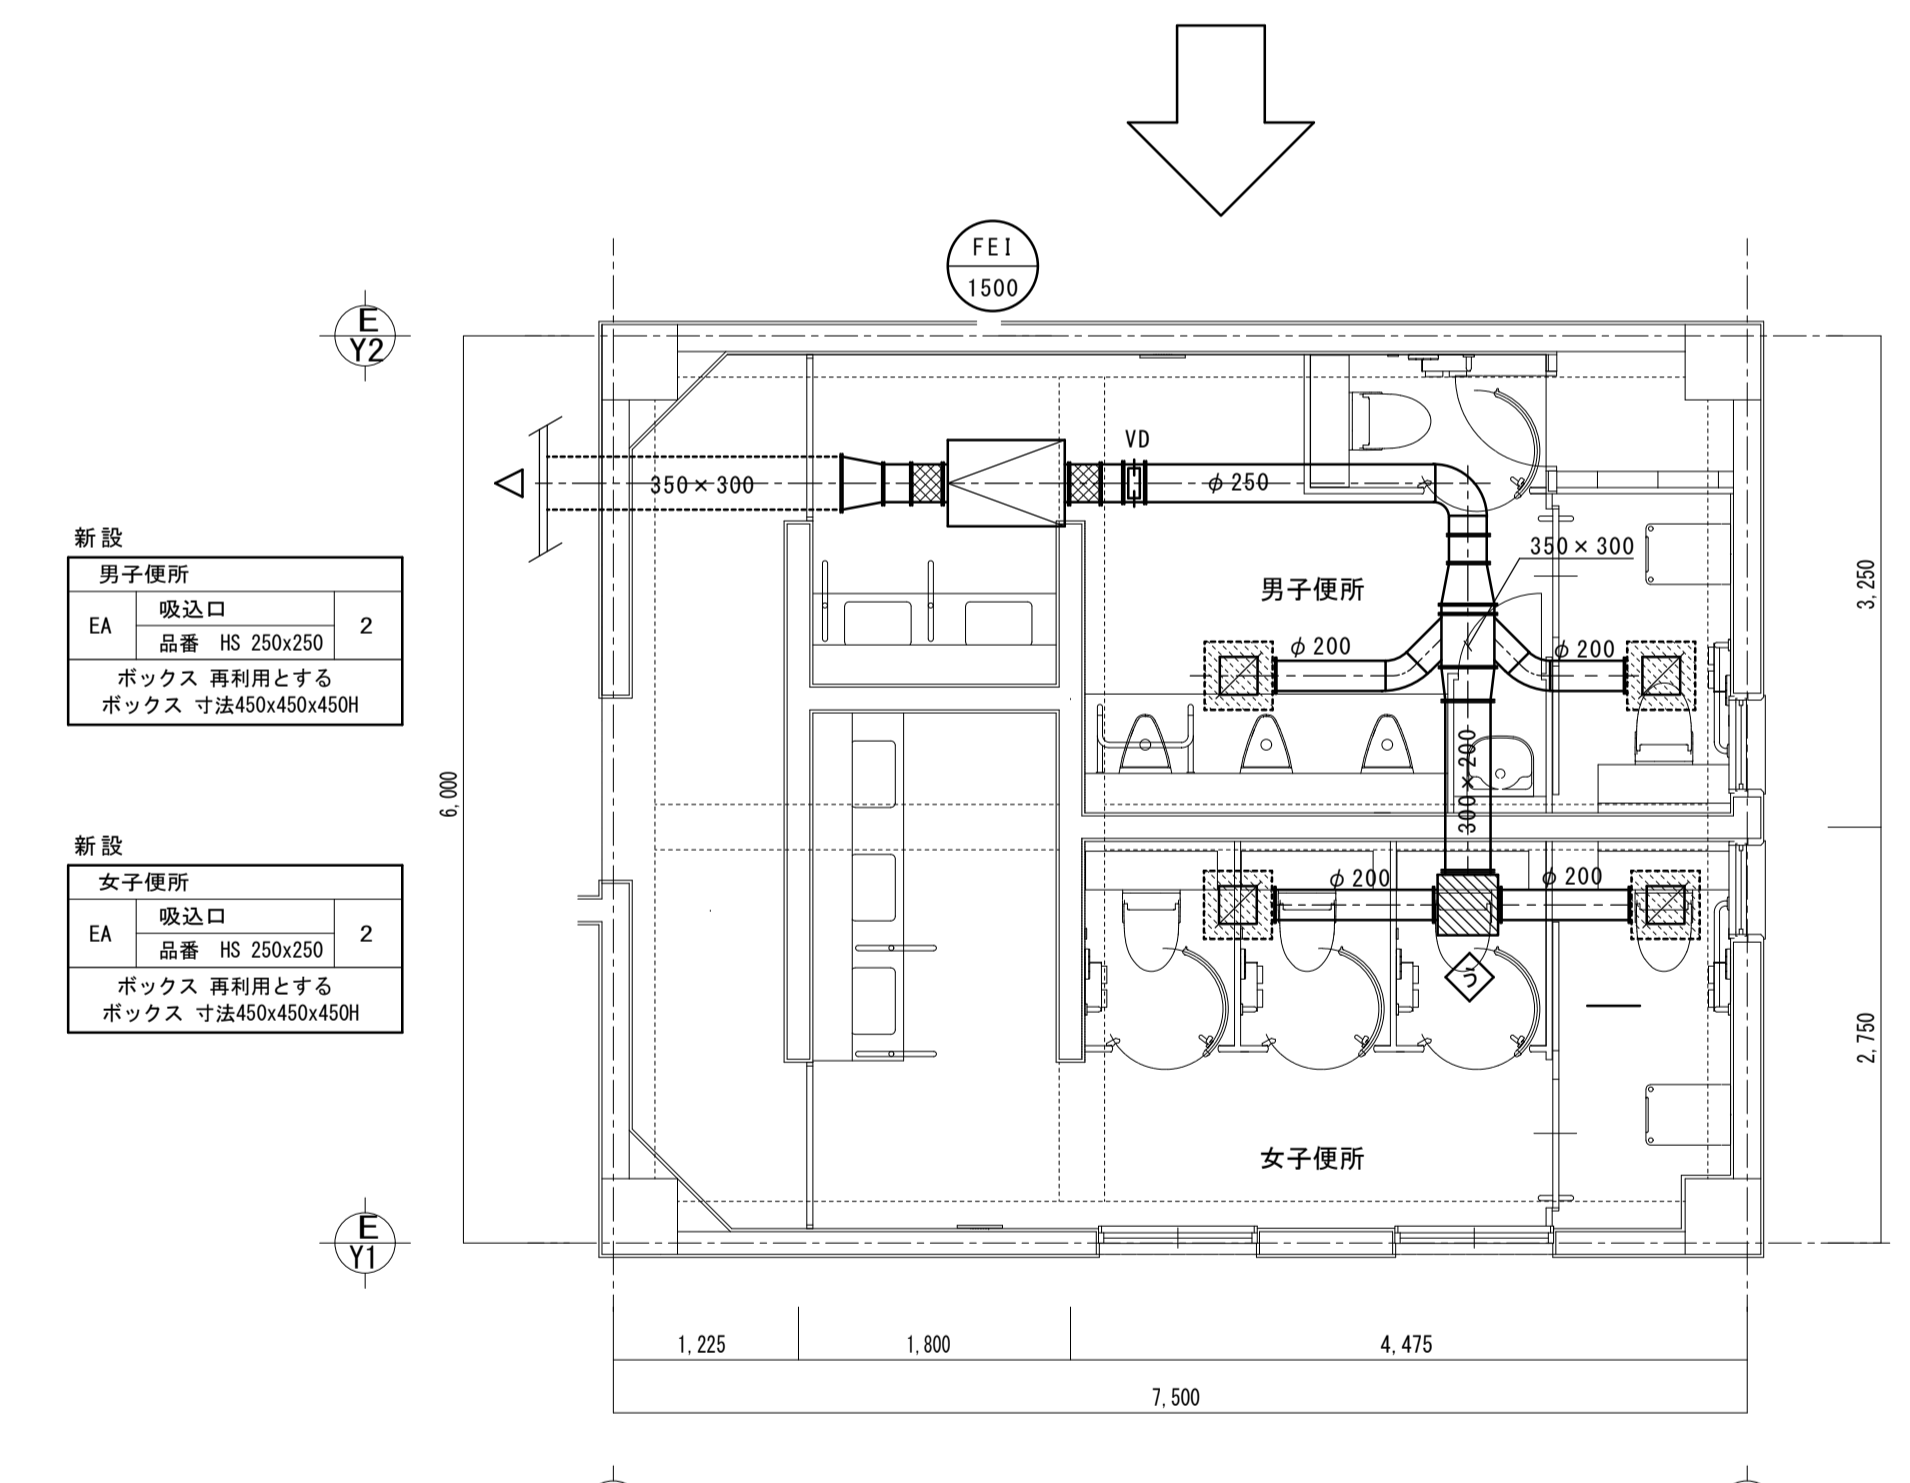 FEI
1500
E
Y2
VD
350×300
φ250
350×300
新設
男子便所
EA
吸込口
品番 HS 250x250
2
ボックス 再利用とする
ボックス 寸法450x450x450H
男子便所
φ200
φ200
3,250
6,000
300×200
新設
女子便所
EA
吸込口
品番 HS 250x250
2
ボックス 再利用とする
ボックス 寸法450x450x450H
φ200
φ200
う
2,750
女子便所
E
Y1
1,225
1,800
4,475
7,500